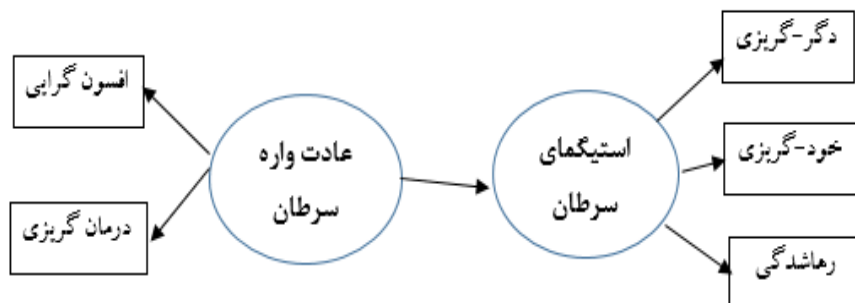 دگر-گریزی
خود-گریزی
رهاشدگی
استیگمای
سرطان
عادت واره
سرطان
افسون گرایی
درمان گریزی